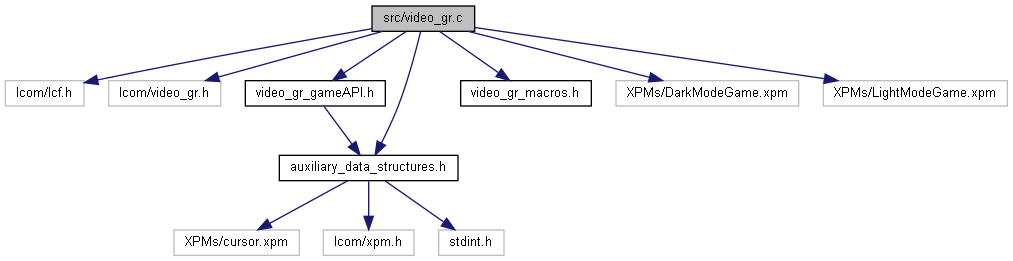 src/video_gr.c
lcom/lcf.h
lcom/video_gr.h
video_gr_gameAPI.h
video_gr_macros.h
XPMs/DarkModeGame.xpm
XPMs/LightModeGame.xpm
auxiliary_data_structures.h
XPMs/cursor.xpm
lcom/xpm.h
stdint.h